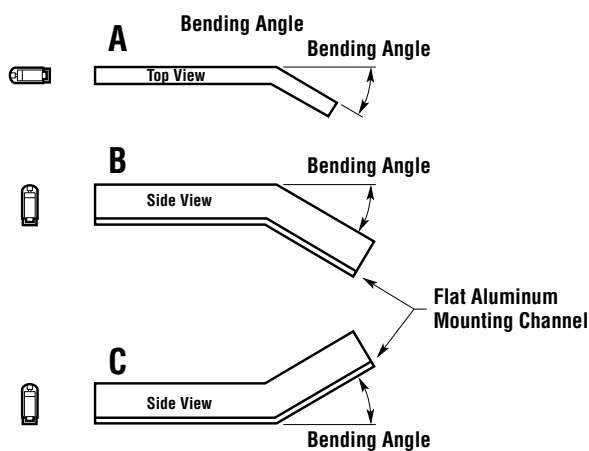 Bending Angle
A
Bending Angle
Top View
B
Bending Angle
Side View
Flat Aluminum
Mounting Channel
C
Side View
Bending Angle